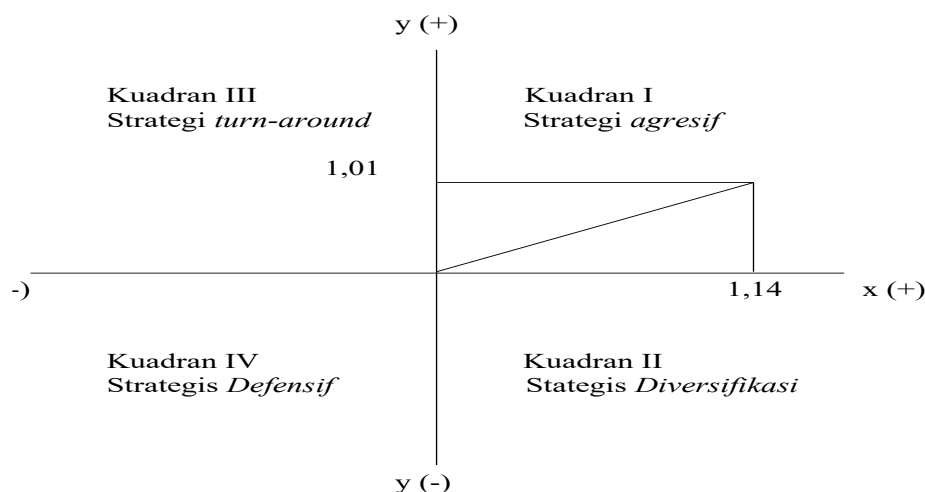 y (+)
Kuadran III
Strategi turn-around
Kuadran I
Strategi agresif
1,01
-)
1,14
x (+)
Kuadran IV
Strategis Defensif
Kuadran II
Stategis Diversifikasi
y (-)